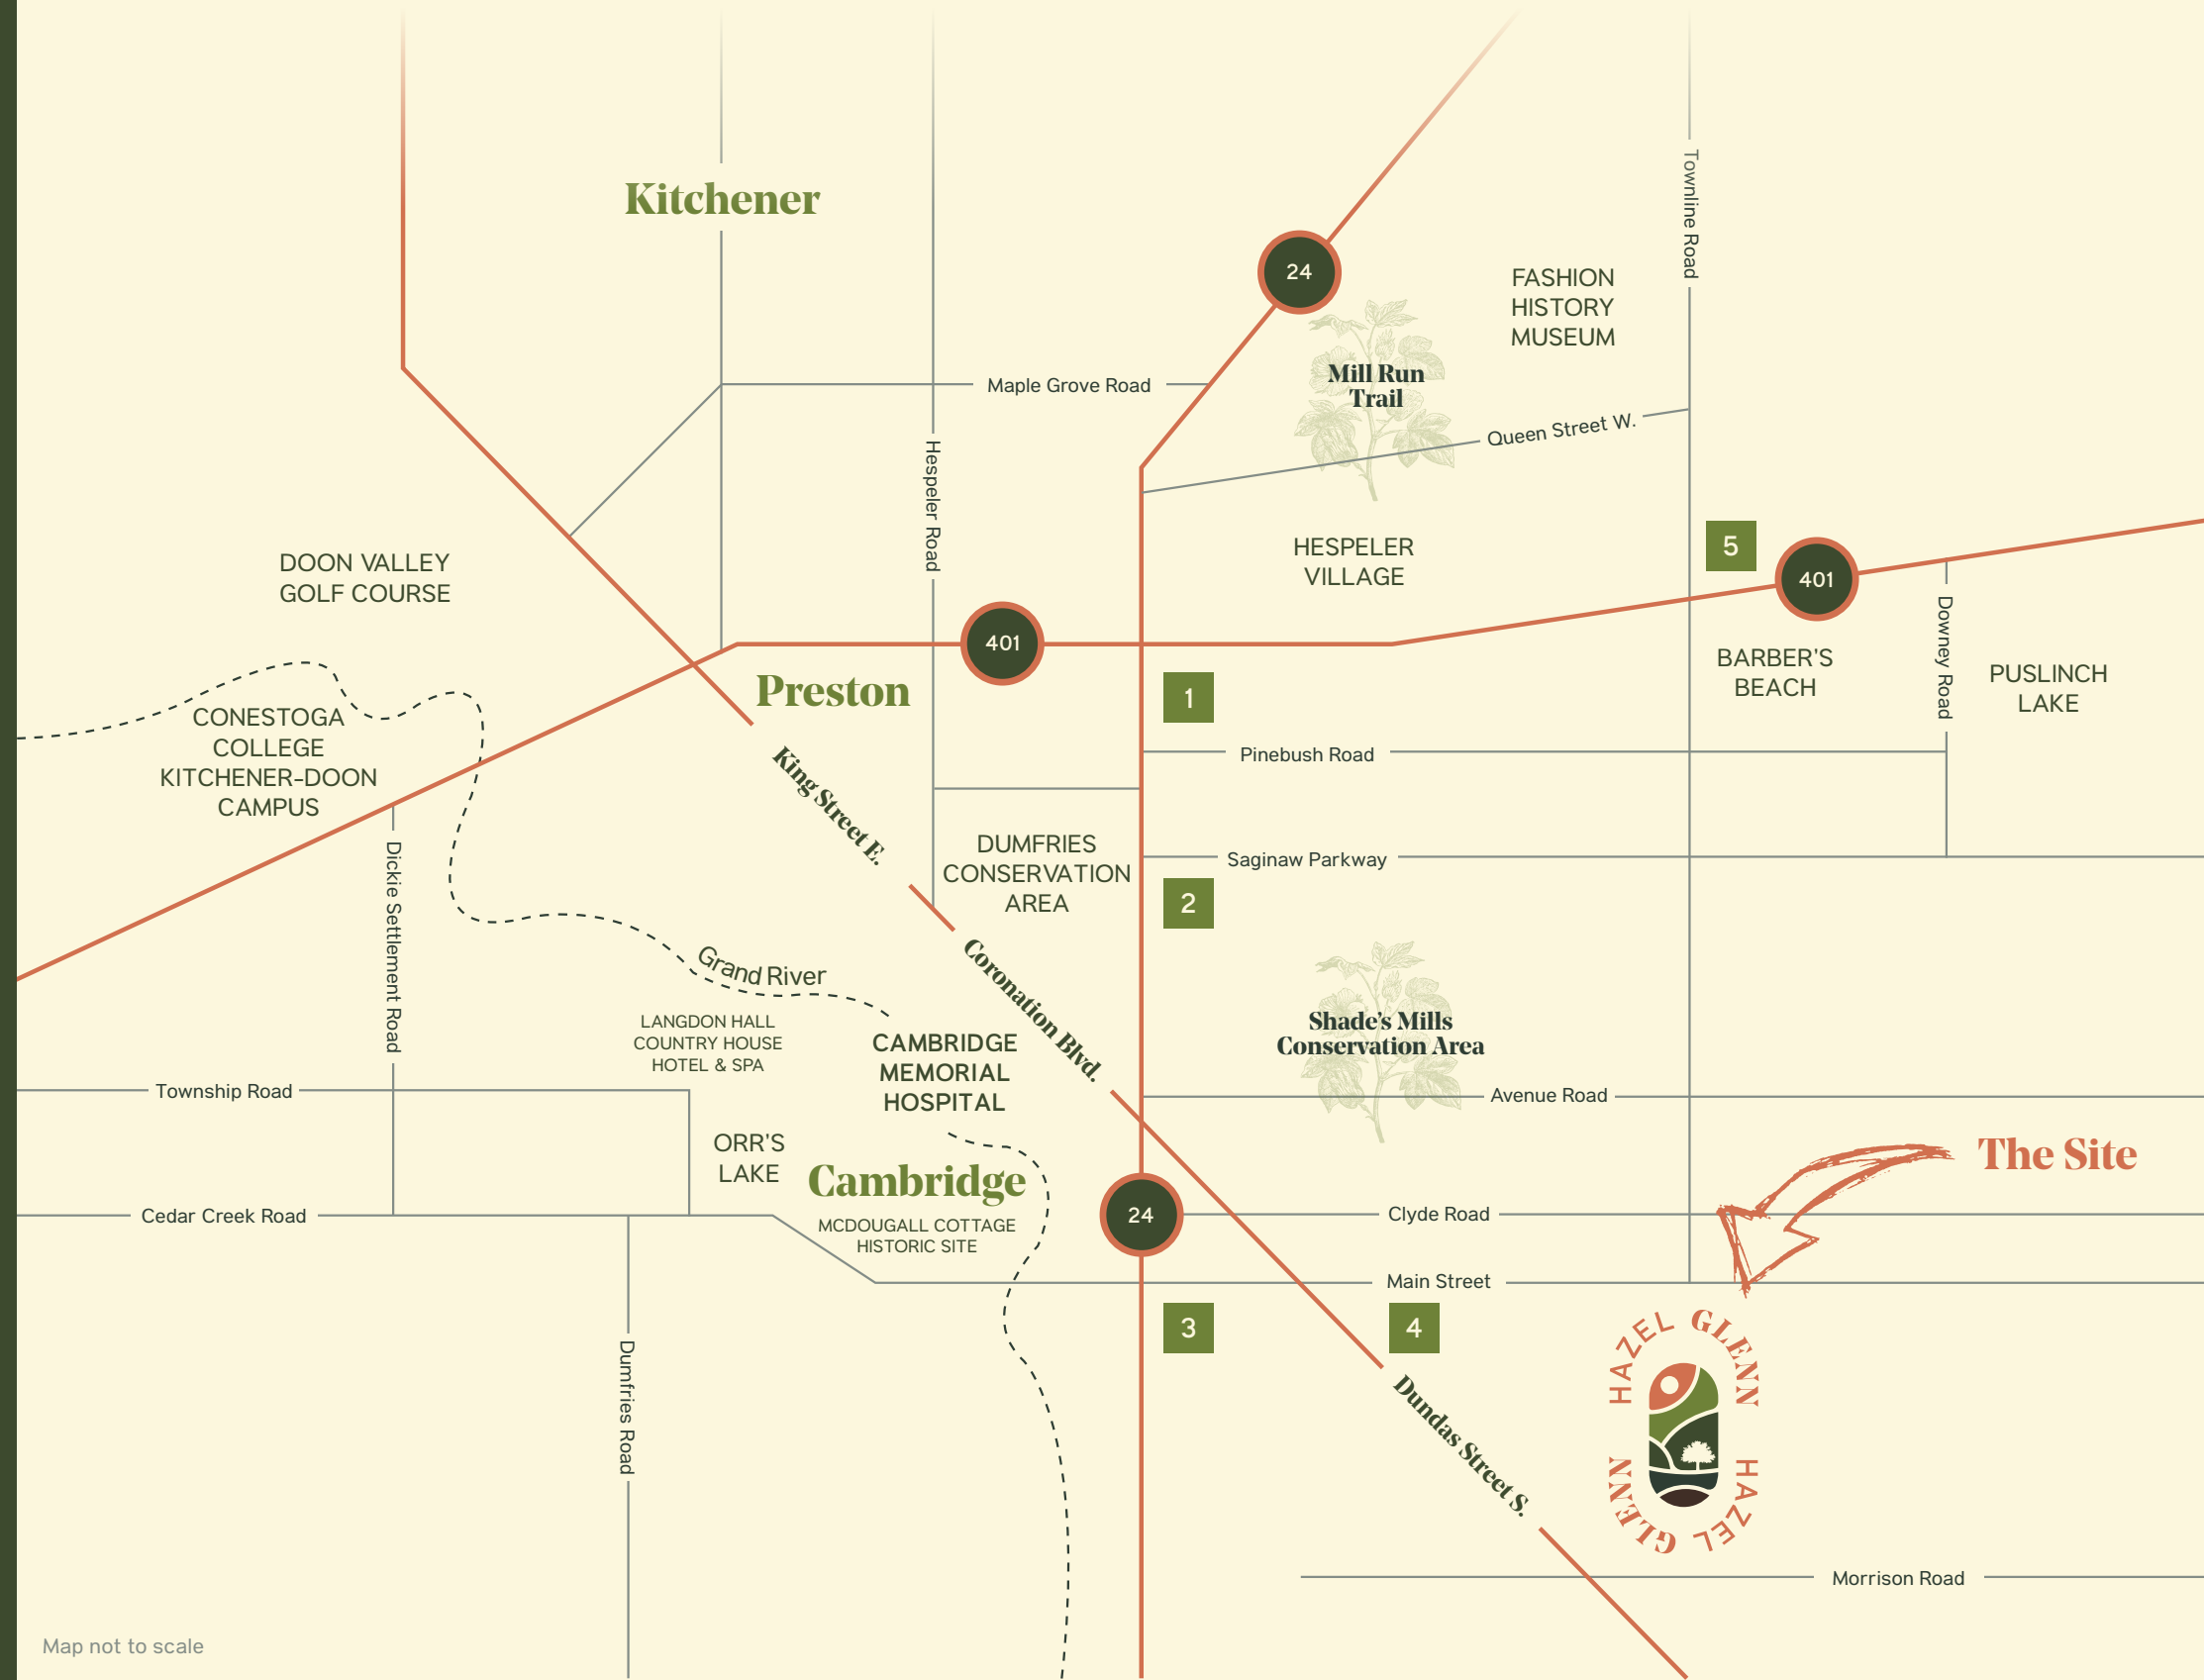 Kitchener
Townline Road
24
FASHION
HISTORY
MUSEUM
Mill Run
Trail
Maple Grove Road
Queen Street W.
Hespeler Road
HESPELER
VILLAGE
5
401
DOON VALLEY
GOLF COURSE
401
Downey Road
BARBER'S
BEACH
PUSLINCH
LAKE
Preston
1
CONESTOGA
COLLEGE
KITCHENER-DOON
CAMPUS
King Street E.
Pinebush Road
Dickie Settlement Road
DUMFRIES
CONSERVATION
AREA
Saginaw Parkway
2
Grand River
Coronation Blvd.
LANGDON HALL
COUNTRY HOUSE
HOTEL & SPA
CAMBRIDGE
MEMORIAL
HOSPITAL
Shade's Mills
Conservation Area
Township Road
Avenue Road
ORR'S
LAKE
Cambridge
The Site
Cedar Creek Road
MCDOUGALL COTTAGE
HISTORIC SITE
24
Clyde Road
Main Street
3
4
Dumfries Road
Dundas Street S.
HAZEL GLENN
HAZEL GLENN
Morrison Road
Map not to scale